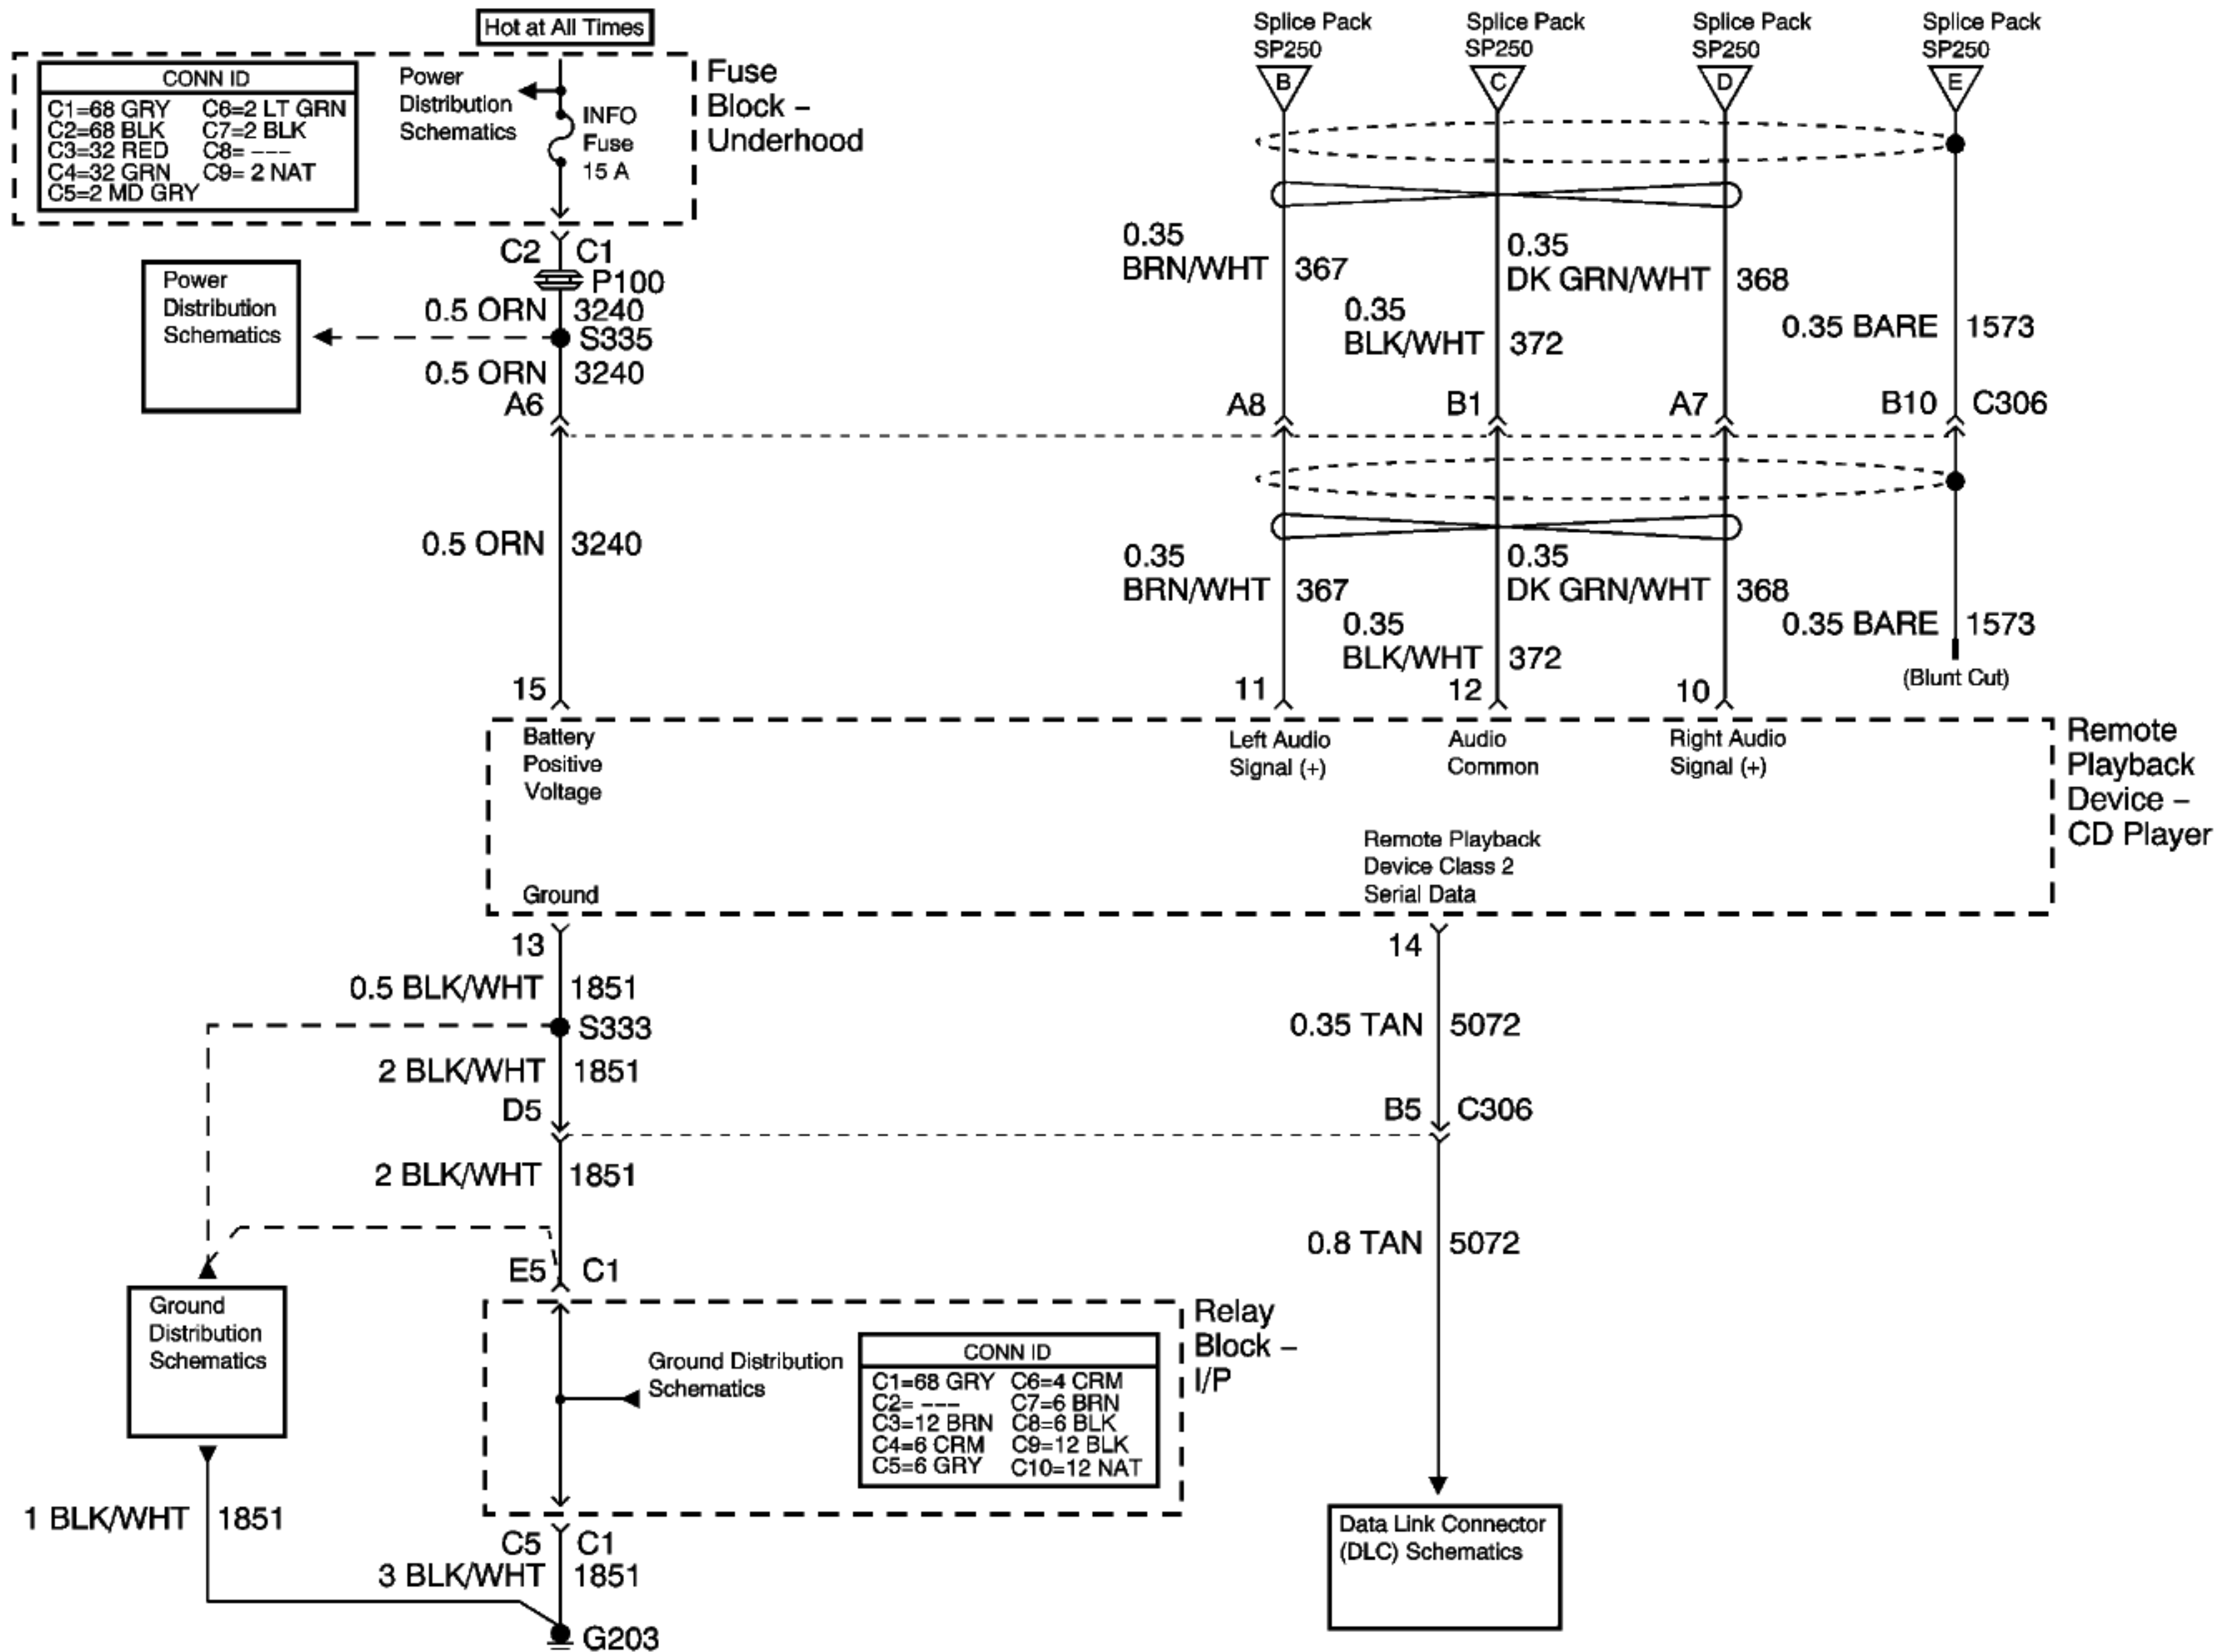 Hot at All Times
CONN ID
C1=68 GRY C6=2 LT GRN
C2=68 BLK C7=2 BLK
C3=32 RED C8= ---
C4=32 GRN C9= 2 NAT
C5=2 MD GRY
Power
Distribution
Schematics
INFO
Fuse
15 A
Fuse
Block –
Underhood
Splice Pack
SP250
B
Splice Pack
SP250
C
Splice Pack
SP250
D
Splice Pack
SP250
E
C2 C1
P100
0.5 ORN 3240
S335
0.5 ORN 3240
A6
Power
Distribution
Schematics
0.35
BRN/WHT 367
0.35
BLK/WHT 372
0.35
DK GRN/WHT 368
0.35 BARE 1573
A8
B1
A7
B10 C306
0.5 ORN 3240
0.35
BRN/WHT 367
0.35
BLK/WHT 372
0.35
DK GRN/WHT 368
0.35 BARE 1573
(Blunt Cut)
15
11
12
10
Battery
Positive
Voltage
Left Audio
Signal (+)
Audio
Common
Right Audio
Signal (+)
Remote
Playback
Device –
CD Player
Ground
Remote Playback
Device Class 2
Serial Data
13
14
0.5 BLK/WHT 1851
S333
2 BLK/WHT 1851
D5
0.35 TAN 5072
B5 C306
2 BLK/WHT 1851
0.8 TAN 5072
E5 C1
Ground
Distribution
Schematics
Ground Distribution
Schematics
CONN ID
C1=68 GRY C6=4 CRM
C2= --- C7=6 BRN
C3=12 BRN C8=6 BLK
C4=6 CRM C9=12 BLK
C5=6 GRY C10=12 NAT
Relay
Block –
I/P
1 BLK/WHT 1851
C5 C1
3 BLK/WHT 1851
G203
Data Link Connector
(DLC) Schematics